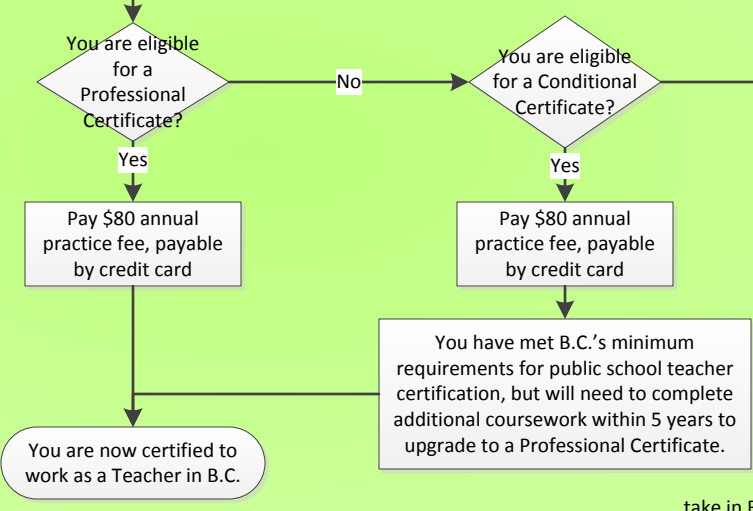 You are eligible
for a
Professional
Certificate?
No
You are eligible
for a Conditional
Certificate?
Yes
Yes
Pay $80 annual
practice fee, payable
by credit card
Pay $80 annual
practice fee, payable
by credit card
You have met B.C.'s minimum
requirements for public school teacher
certification, but will need to complete
additional coursework within 5 years to
upgrade to a Professional Certificate.
You are now certified to
work as a Teacher in B.C.
take in